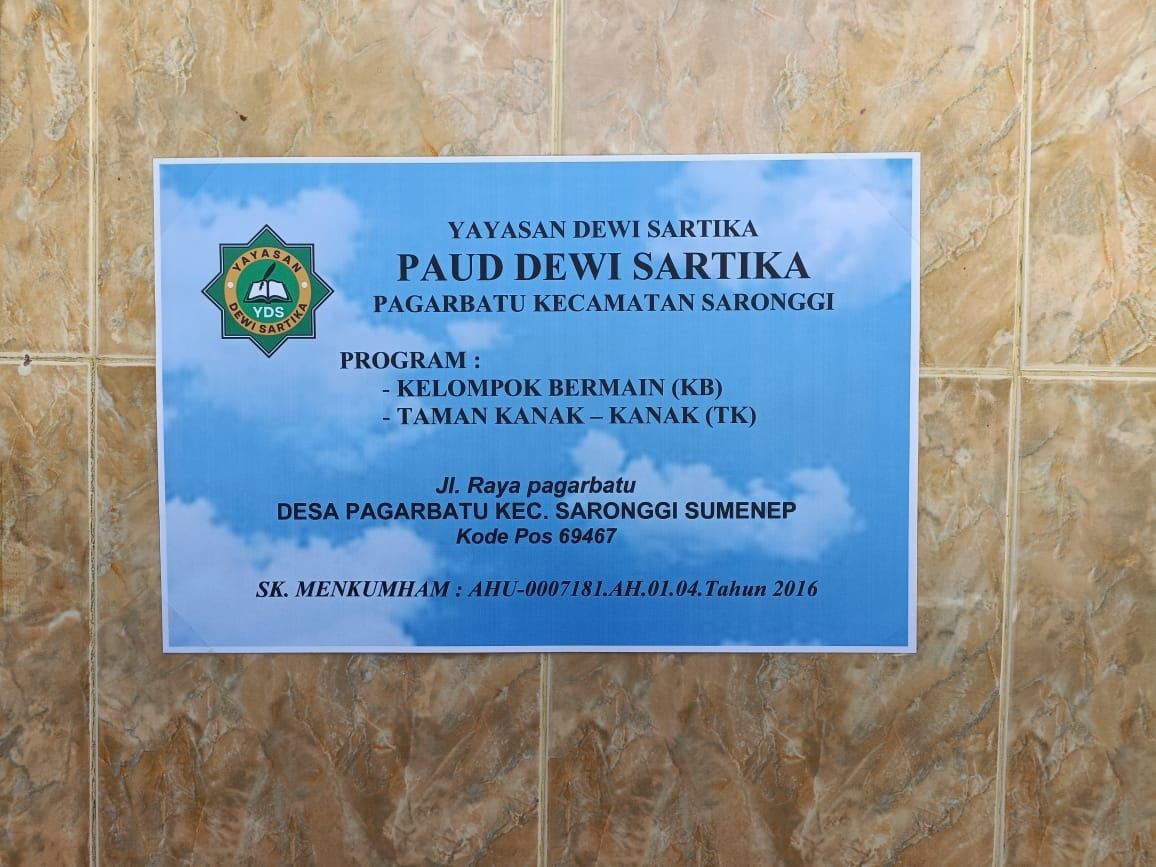 YAYASAN DEWI SARTIKA
PAUD DEWI SARTIKA
PAGARBATU KECAMATAN SARONGGI
YAYASAN
YDS
DEWI SARTIKA
PROGRAM :
- KELOMPOK BERMAIN (KB)
- TAMAN KANAK – KANAK (TK)
Jl. Raya pagarbatu
DESA PAGARBATU KEC. SARONGGI SUMENEP
Kode Pos 69467
SK. MENKUMHAM : AHU-0007181.AH.01.04.Tahun 2016